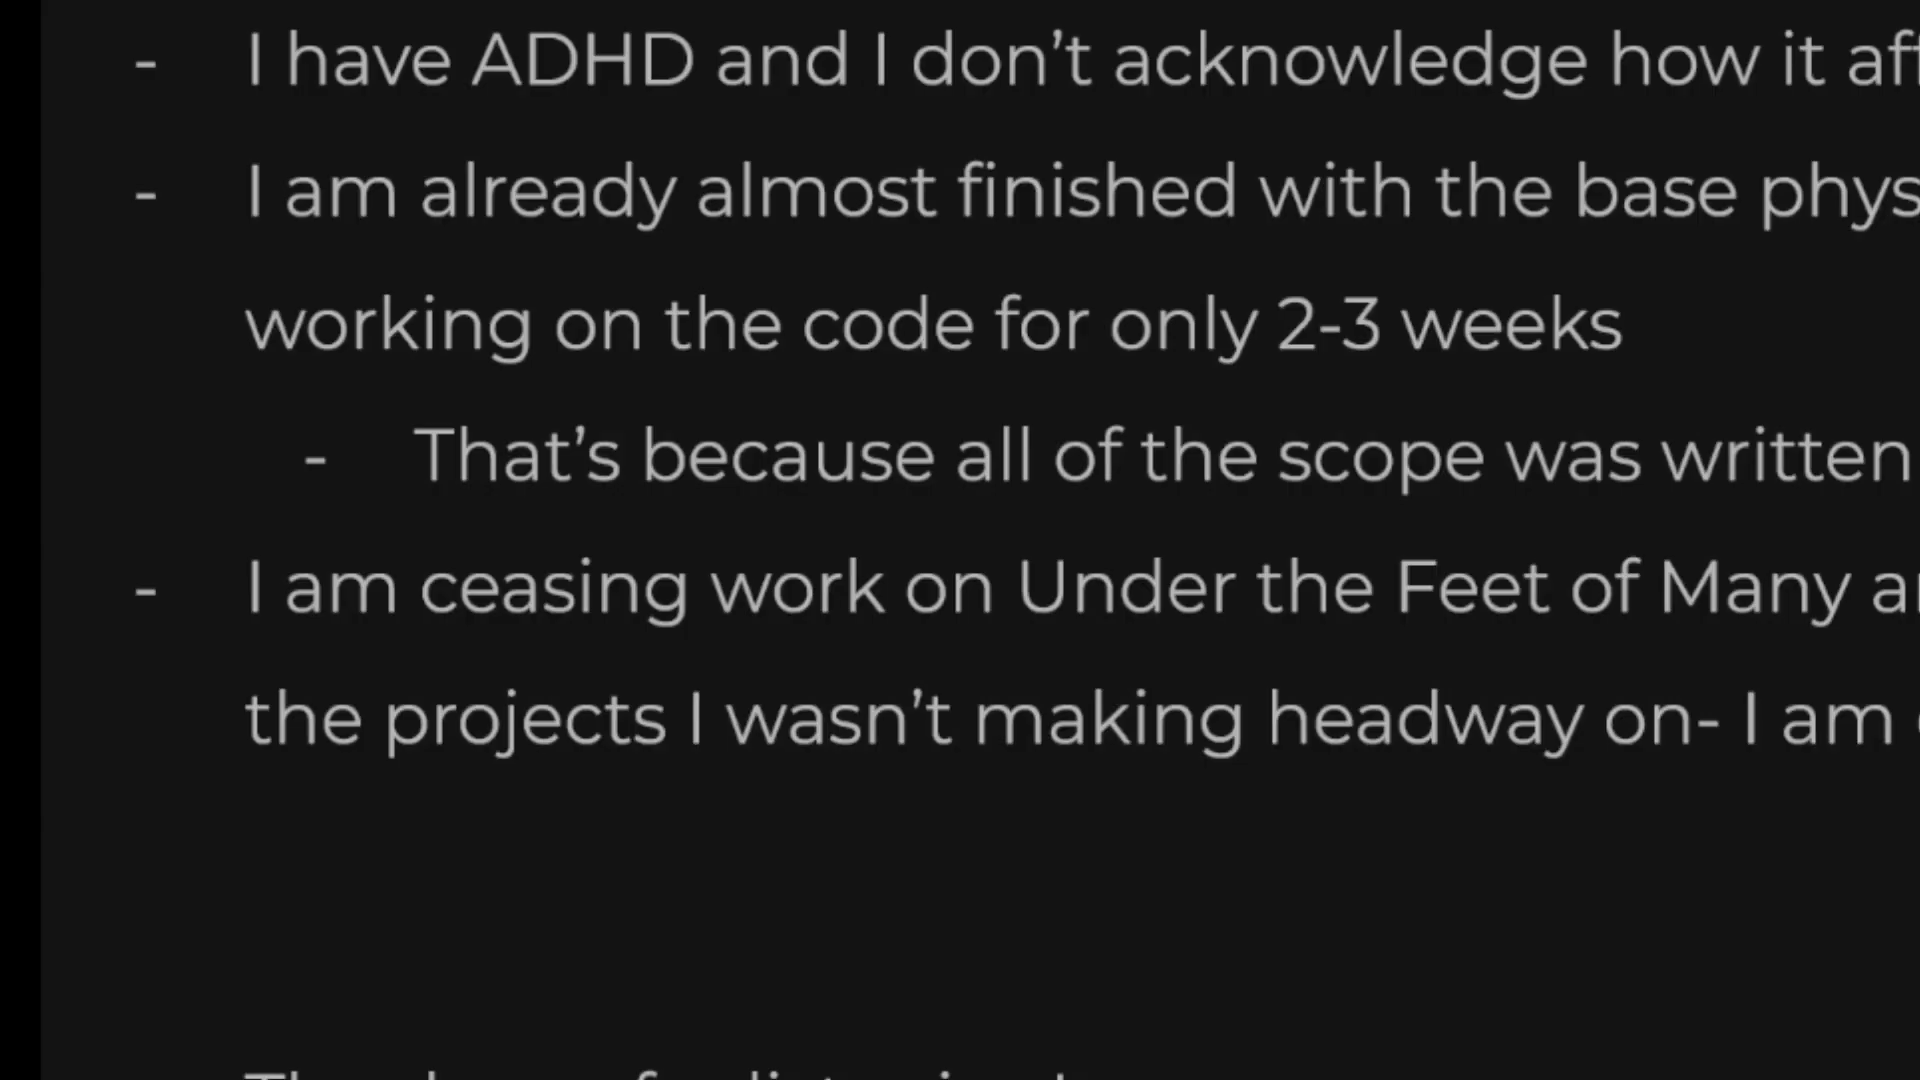 - I have ADHD and I don’t acknowledge how it
- I am already almost finished with the base
working on the code for only 2-3 weeks
- That’s because all of the scope was written
- I am ceasing work on Under the Feet of Many
the projects I wasn’t making headway on- I am